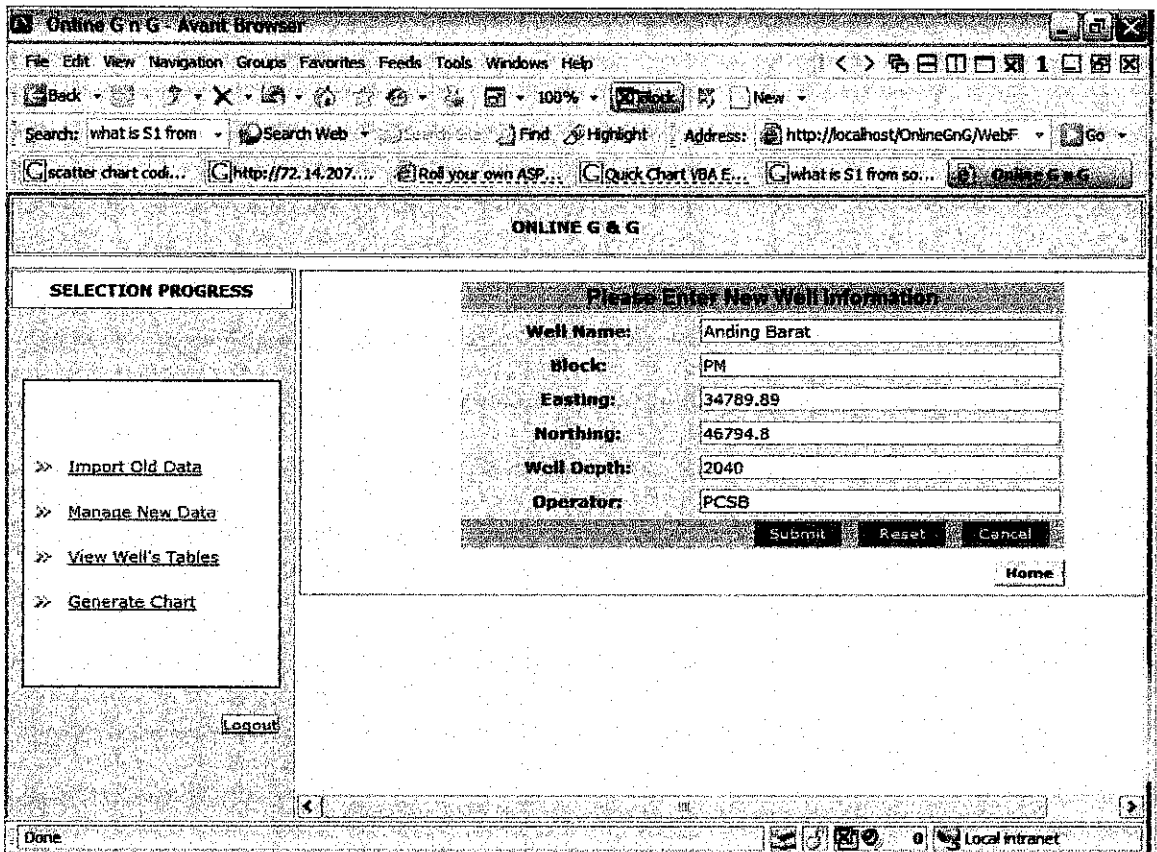 Online G n G - Avant Browser
File Edit View Navigation Groups Favorites Feeds Tools Windows Help 1
Back 100% Block New
Search: what is S1 from Search Web Find Highlight Address: http://localhost/OnlineGnG/WebF Go
scatter chart codi... http://72.14.207.... Roll your own ASP... Quick Chart VBA E... what is S1 from so... Online G n G
ONLINE G & G
SELECTION PROGRESS
Please Enter New Well Information
Well Name: Anding Barat
Block: PM
Easting: 34789.89
Northing: 46794.8
Well Depth: 2040
Operator: PCSB
Submit Reset Cancel
Home
>> Import Old Data
>> Manage New Data
>> View Well's Tables
>> Generate Chart
Logout
Done 0 Local intranet